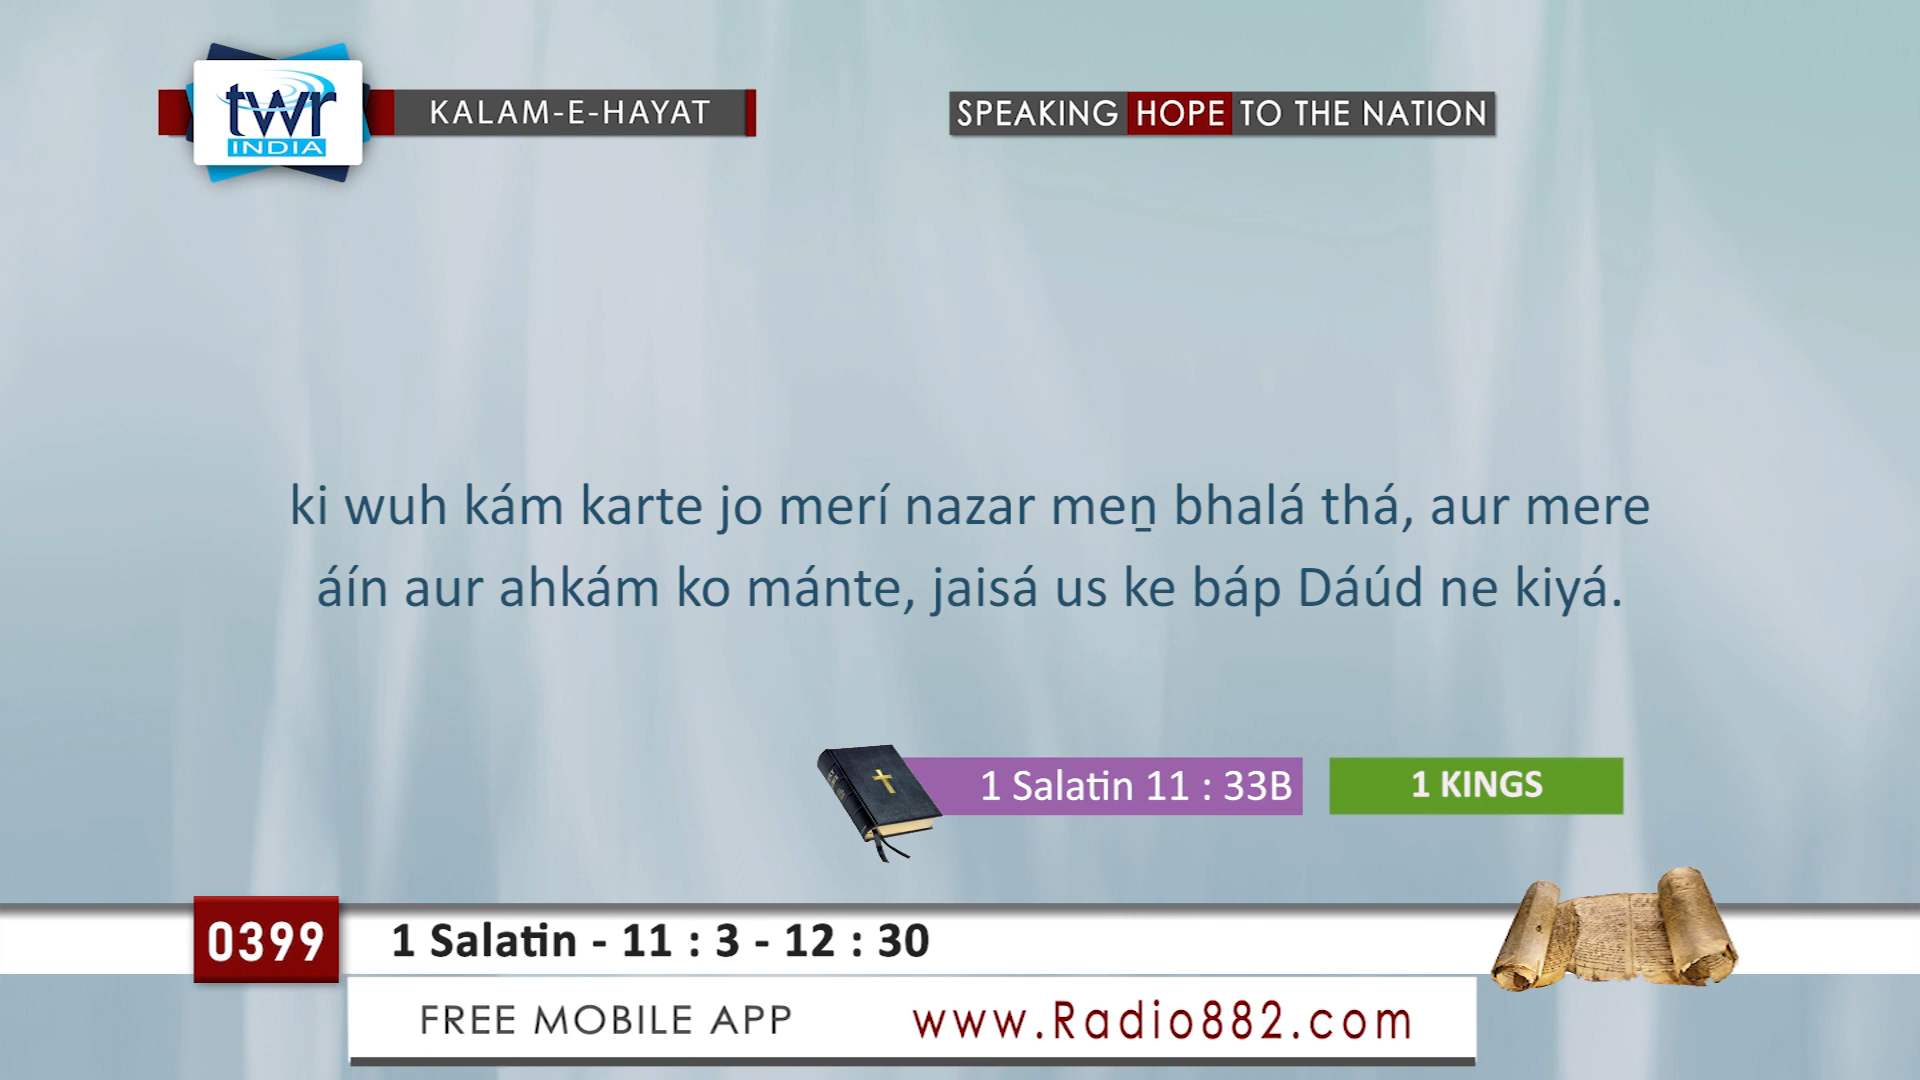 twr
INDIA
KALAM-E-HAYAT
SPEAKING HOPE TO THE NATION
ki wuh kám karte jo merí nazar meṉ bhalá thá, aur mere
áín aur ahkám ko mánte, jaisá us ke báp Dáúd ne kiyá.
1 Salatin 11 : 33B
1 KINGS
0399
1 Salatin - 11 : 3 - 12 : 30
FREE MOBILE APP
www.Radio882.com